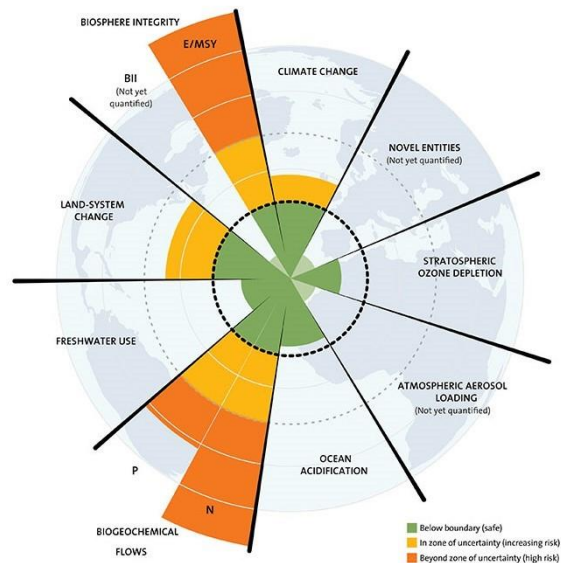 BIOSPHERE INTEGRITY
E/MSY
CLIMATE CHANGE
BII
(Not yet
quantified)
NOVEL ENTITIES
(Not yet quantified)
LAND-SYSTEM
CHANGE
STRATOSPHERIC
OZONE DEPLETION
FRESHWATER USE
ATMOSPHERIC AEROSOL
LOADING
(Not yet quantified)
OCEAN
ACIDIFICATION
P
N
BIOGEOCHEMICAL
FLOWS
Below boundary (safe)
In zone of uncertainty (increasing risk)
Beyond zone of uncertainty (high risk)